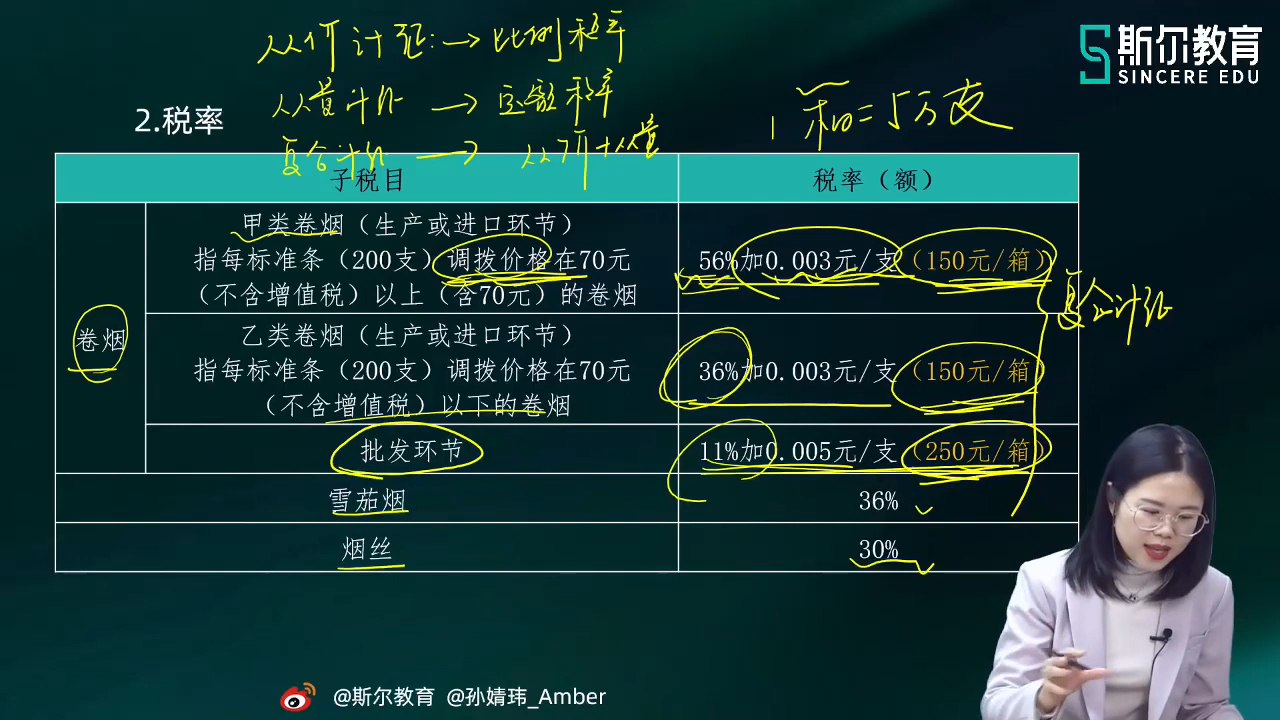 从价计征:→比例税率
斯尔教育
SINCERE EDU
从量计征→定额税率
1箱=5万支
2.税率
复合计征→从价+从量
子税目
税率(额)
卷烟
甲类卷烟(生产或进口环节)
指每标准条(200支)调拨价格在70元
(不含增值税)以上(含70元)的卷烟
56%加0.003元/支(150元/箱)
复合计征
乙类卷烟(生产或进口环节)
指每标准条(200支)调拨价格在70元
(不含增值税)以下的卷烟
36%加0.003元/支(150元/箱)
批发环节
11%加0.005元/支(250元/箱)
雪茄烟
36%
烟丝
30%
@斯尔教育 @孙婧玮_Amber